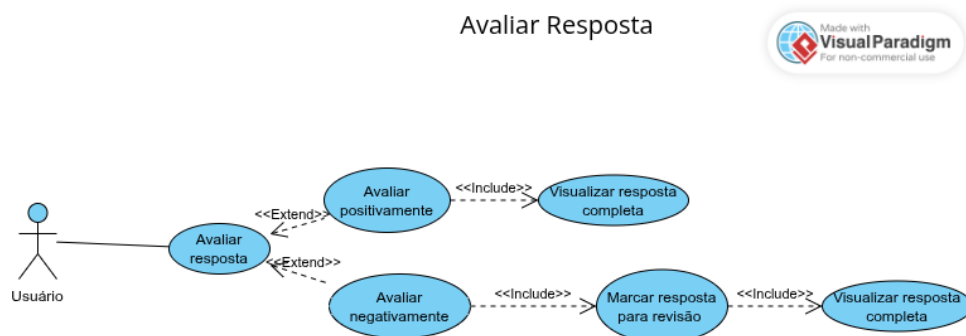 Avaliar Resposta
Made with
Visual Paradigm
For non-commercial use
Avaliar
positivamente
<<Include>>
Visualizar resposta
completa
<<Extend>>
Avaliar
resposta
Usuário
<<Extend>>
Avaliar
negativamente
<<Include>>
Marcar resposta
para revisão
<<Include>>
Visualizar resposta
completa